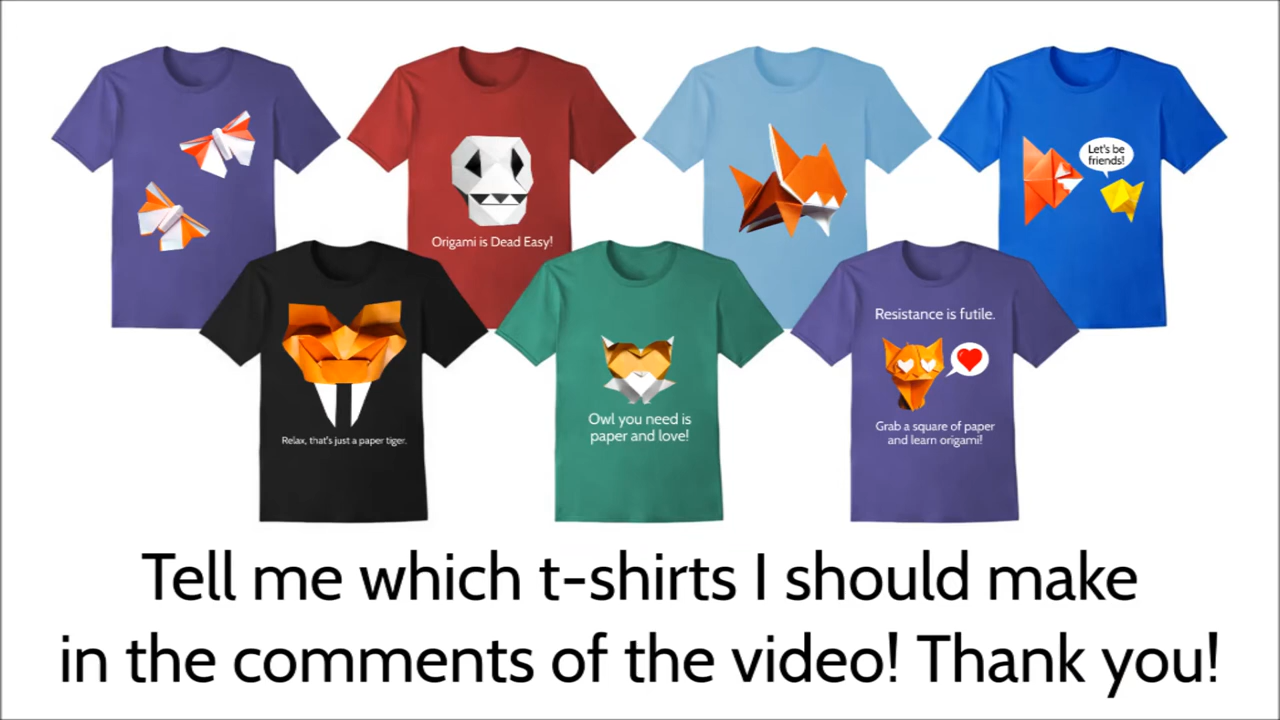 Let's be
friends!
Origami is Dead Easy!
Relax, that's just a paper tiger.
Owl you need is
paper and love!
Resistance is futile.
Grab a square of paper
and learn origami!
Tell me which t-shirts I should make
in the comments of the video! Thank you!